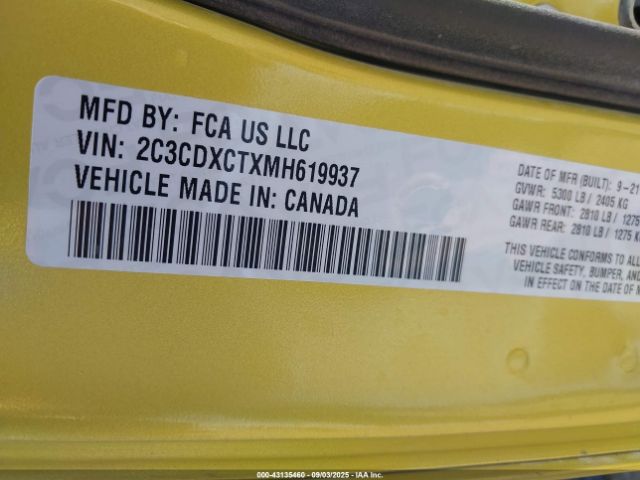 MFD BY: FCA US LLC
VIN: 2C3CDXCTXMH619937
VEHICLE MADE IN: CANADA
DATE OF MFR (BUILT): 9-21
GVWR: 5300 LB / 2405 KG
GAWR FRONT: 2810 LB / 1275
GAWR REAR: 2810 LB / 1275 K
THIS VEHICLE CONFORMS TO ALL
VEHICLE SAFETY, BUMPER, AND
IN EFFECT ON THE DATE OF
000-43135460 - 09/03/2025 - IAAI.com